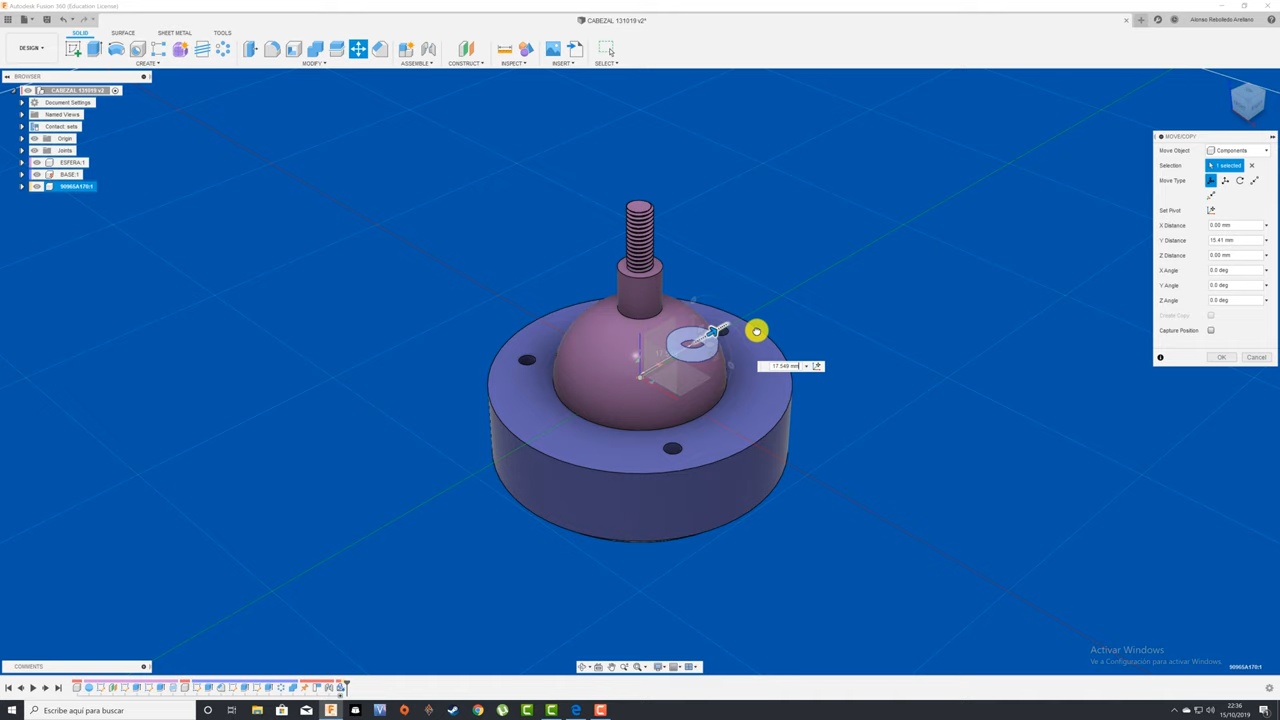 Autodesk Fusion 360 (Education License)
CABEZAL 131019 v2*
Alonso Rebolledo Arellano
SOLID SURFACE SHEET METAL TOOLS
DESIGN
CREATE MODIFY ASSEMBLE CONSTRUCT INSPECT INSERT SELECT
BROWSER
CABEZAL 131019 v2
Document Settings
Named Views
Contact sets
Origin
Joints
ESFERA:1
BASE:1
90965A170:1
MOVE/COPY
Move Object Components
Selection 1 selected
Move Type
Set Pivot
X Distance 0.00 mm
Y Distance 15.41 mm
Z Distance 0.00 mm
X Angle 0.0 deg
Y Angle 0.0 deg
Z Angle 0.0 deg
Create Copy
Capture Position
OK Cancel
17.549 mm
Activar Windows
Ve a Configuración para activar Windows.
90965A170:1
COMMENTS
Escribe aquí para buscar
22:36
15/10/2019